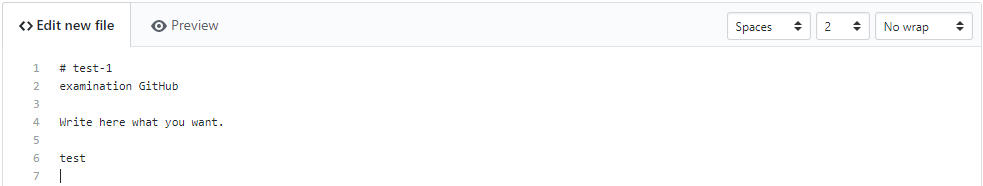 <> Edit new file Preview Spaces 2 No wrap
1 # test-1
2 examination GitHub
3
4 Write here what you want.
5
6 test
7